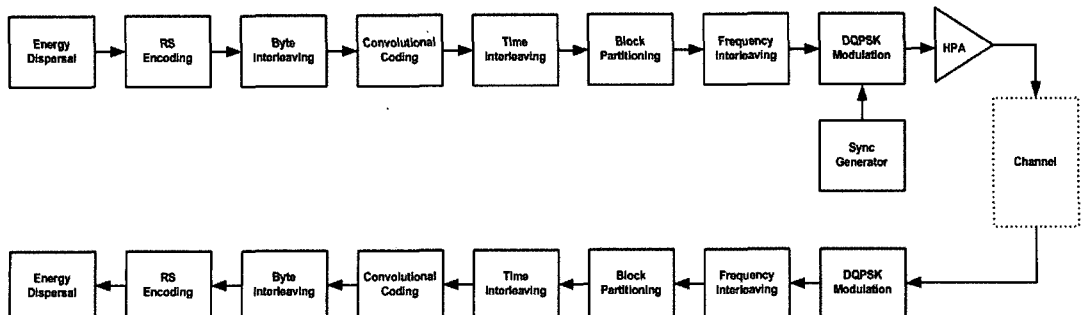 Energy
Dispersal
RS
Encoding
Byte
Interleaving
Convolutional
Coding
Time
Interleaving
Block
Partitioning
Frequency
Interleaving
DQPSK
Modulation
HPA
Sync
Generator
Channel
Energy
Dispersal
RS
Encoding
Byte
Interleaving
Convolutional
Coding
Time
Interleaving
Block
Partitioning
Frequency
Interleaving
DQPSK
Modulation